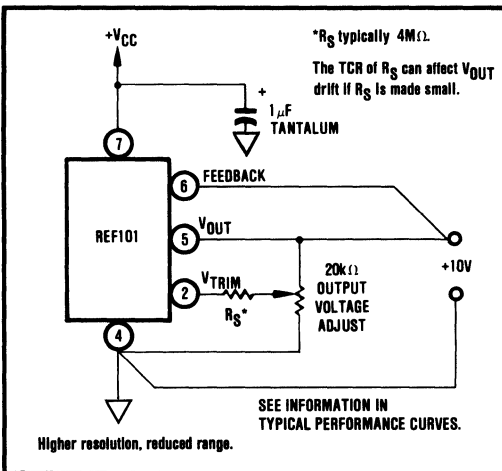 +VCC
*RS typically 4MΩ.
The TCR of RS can affect VOUT
drift if RS is made small.
+
1μF
TANTALUM
7
6
FEEDBACK
REF101
5
VOUT
+10V
2
VTRIM
RS*
20kΩ
OUTPUT
VOLTAGE
ADJUST
4
SEE INFORMATION IN
TYPICAL PERFORMANCE CURVES.
Higher resolution, reduced range.